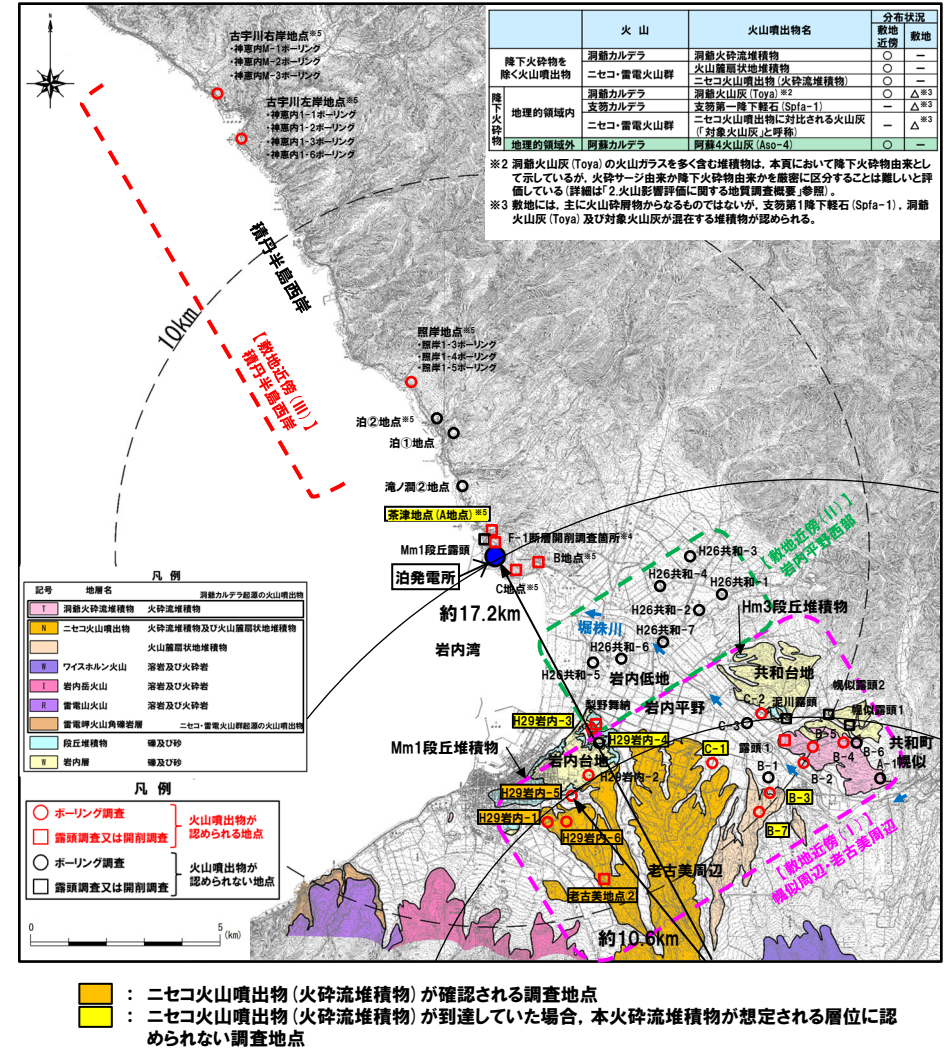 古宇川右岸地点※5
・神恵内M-1ボーリング
・神恵内M-2ボーリング
・神恵内M-3ボーリング
古宇川左岸地点※5
・神恵内1-1ボーリング
・神恵内1-2ボーリング
・神恵内1-3ボーリング
・神恵内1-6ボーリング
火 山 火山噴出物名 分布状況
敷地近傍 敷地
降下火砕物を除く火山噴出物 洞爺カルデラ 洞爺火砕流堆積物 ○ −
ニセコ・雷電火山群 火山麓扇状地堆積物 ○ −
ニセコ火山噴出物(火砕流堆積物) ○ −
降下火砕物 地理的領域内 洞爺カルデラ 洞爺火山灰(Toya)※2 ○ △※3
支笏カルデラ 支笏第一降下軽石(Spfa-1) − △※3
ニセコ・雷電火山群 ニセコ火山噴出物に対比される火山灰(「対象火山灰」と呼称) − △※3
地理的領域外 阿蘇カルデラ 阿蘇4火山灰(Aso-4) ○ −
※2 洞爺火山灰(Toya)の火山ガラスを多く含む堆積物は，本頁において降下火砕物由来として示しているが，火砕サージ由来か降下火砕物由来かを厳密に区分することは難しいと評価している(詳細は「2.火山影響評価に関する地質調査概要」参照)。
※3 敷地には，主に火山砕屑物からなるものではないが，支笏第1降下軽石(Spfa-1)，洞爺火山灰(Toya)及び対象火山灰が混在する堆積物が認められる。
積丹半島西岸
10km
【敷地近傍(III)】
積丹半島西岸
照岸地点※5
・照岸1-3ボーリング
・照岸1-4ボーリング
・照岸1-5ボーリング
泊②地点※5
泊①地点
滝ノ澗②地点
茶津地点(A地点)※5
F-1断層開削調査箇所※4
Mm1段丘露頭
B地点※5
泊発電所
C地点※5
約17.2km
岩内湾
【敷地近傍(II)】
岩内平野西部
H26共和-3
H26共和-4
H26共和-1
H26共和-2
堀株川
H26共和-7
H26共和-6
H26共和-5
岩内低地
Hm3段丘堆積物
共和台地
幌似露頭2
C-2
泥川露頭
幌似露頭1
C-3
梨野舞納
岩内平野
H29岩内-3
H29岩内-4
Mm1段丘堆積物
岩内台地
H29岩内-2
C-1
露頭①
B-5
B-4
B-6
共和町幌似
A-1
B-1
B-2
B-3
B-7
H29岩内-5
H29岩内-1
H29岩内-6
老古美周辺
老古美地点②
約10.6km
【敷地近傍(I)】
幌似周辺・老古美周辺
凡 例
記号 地層名 洞爺カルデラ起源の火山噴出物
T 洞爺火砕流堆積物 火砕流堆積物
N ニセコ火山噴出物 火砕流堆積物及び火山麓扇状地堆積物
火山麓扇状地堆積物
W ワイスホルン火山 溶岩及び火砕岩
I 岩内岳火山 溶岩及び火砕岩
R 雷電山火山 溶岩及び火砕岩
雷電岬火山角礫岩層 ニセコ・雷電火山群起源の火山噴出物
段丘堆積物 礫及び砂
W 岩内層 礫及び砂
凡 例
ボーリング調査
露頭調査又は開削調査
火山噴出物が認められる地点
ボーリング調査
露頭調査又は開削調査
火山噴出物が認められない地点
0 5 (km)
： ニセコ火山噴出物(火砕流堆積物)が確認される調査地点
： ニセコ火山噴出物(火砕流堆積物)が到達していた場合，本火砕流堆積物が想定される層位に認
められない調査地点